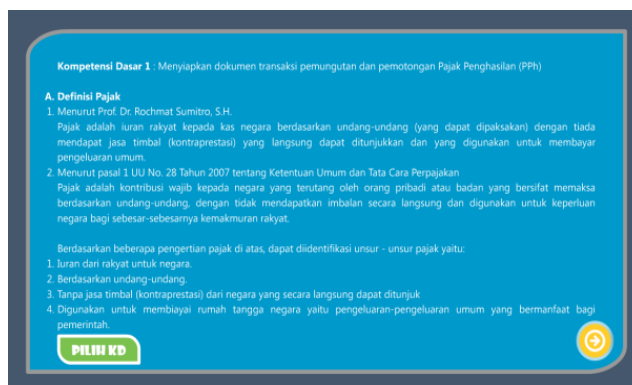 Kompetensi Dasar 1 : Menyiapkan dokumen transaksi pemungutan dan pemotongan Pajak Penghasilan (PPh)
A. Definisi Pajak
1. Menurut Prof. Dr. Rochmat Sumitro, S.H.
Pajak adalah iuran rakyat kepada kas negara berdasarkan undang-undang (yang dapat dipaksakan) dengan tiada
mendapat jasa timbal (kontraprestasi) yang langsung dapat ditunjukkan dan yang digunakan untuk membayar
pengeluaran umum.
2. Menurut pasal 1 UU No. 28 Tahun 2007 tentang Ketentuan Umum dan Tata Cara Perpajakan
Pajak adalah kontribusi wajib kepada negara yang terutang oleh orang pribadi atau badan yang bersifat memaksa
berdasarkan undang-undang, dengan tidak mendapatkan imbalan secara langsung dan digunakan untuk keperluan
negara bagi sebesar-sebesarnya kemakmuran rakyat.
Berdasarkan beberapa pengertian pajak di atas, dapat diidentifikasi unsur - unsur pajak yaitu:
1. Iuran dari rakyat untuk negara.
2. Berdasarkan undang-undang.
3. Tanpa jasa timbal (kontraprestasi) dari negara yang secara langsung dapat ditunjuk
4. Digunakan untuk membiayai rumah tangga negara yaitu pengeluaran-pengeluaran umum yang bermanfaat bagi
pemerintah.
PILIH KD